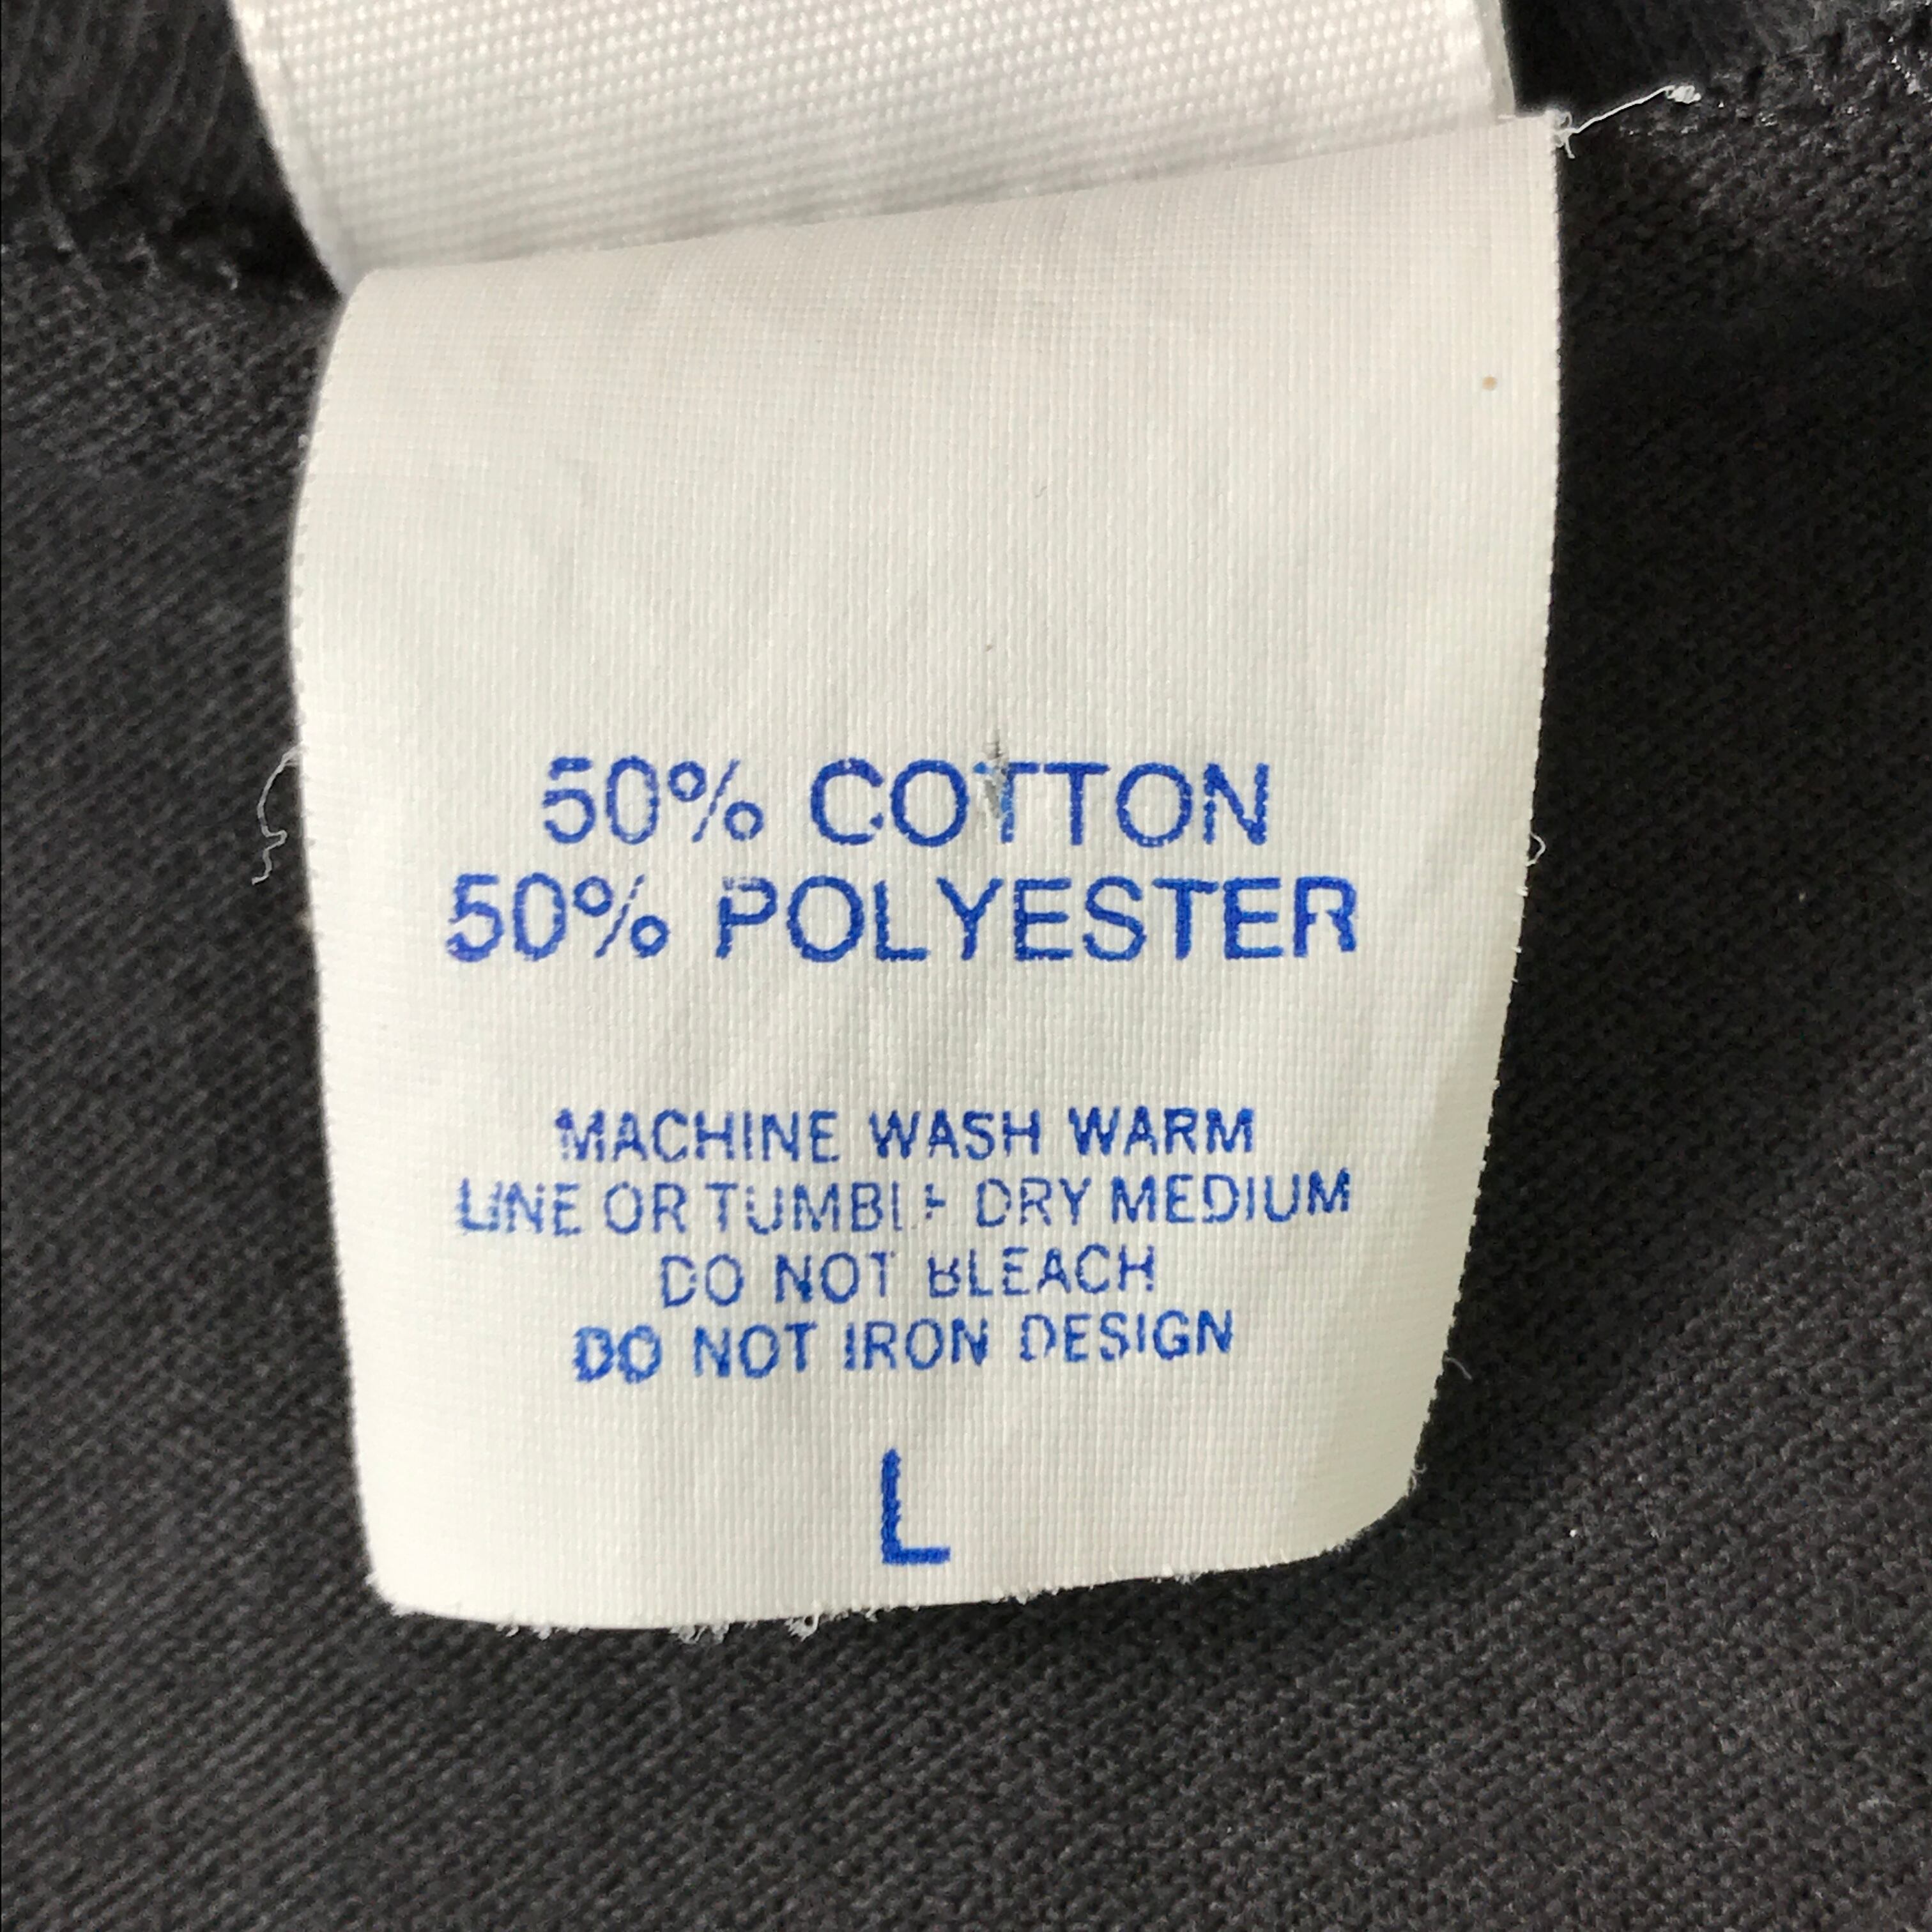 50% COTTON
50% POLYESTER
MACHINE WASH WARM
LINE OR TUMBLE DRY MEDIUM
DO NOT BLEACH
DO NOT IRON DESIGN
L